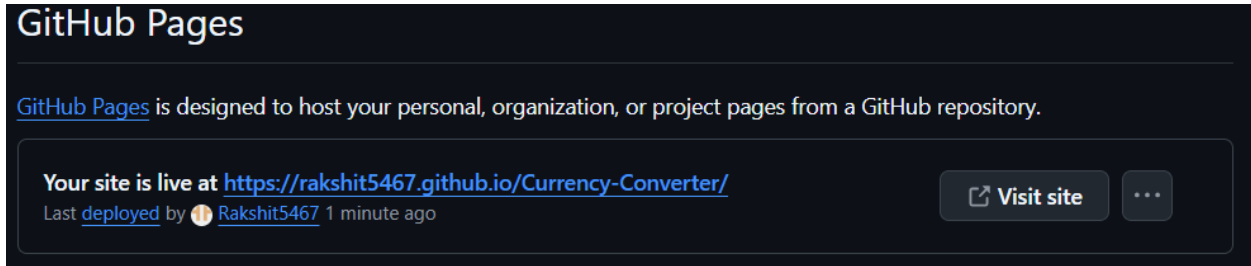 GitHub Pages
GitHub Pages is designed to host your personal, organization, or project pages from a GitHub repository.
Your site is live at https://rakshit5467.github.io/Currency-Converter/
Last deployed by Rakshit5467 1 minute ago
Visit site
...